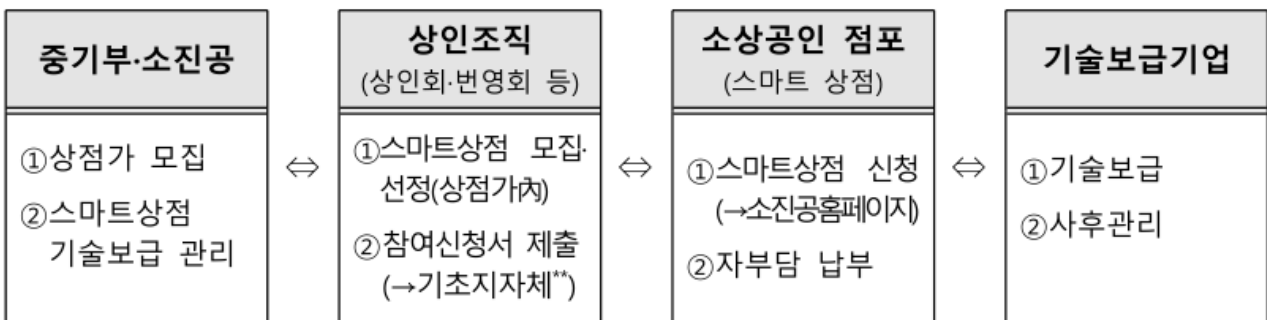 중기부·소진공
①상점가 모집
②스마트상점
기술보급 관리
⇔
상인조직
(상인회·번영회 등)
①스마트상점 모집·
선정(상점가內)
②참여신청서 제출
(→기초지자체**)
⇔
소상공인 점포
(스마트 상점)
①스마트상점 신청
(→소진공홈페이지)
②자부담 납부
⇔
기술보급기업
①기술보급
②사후관리